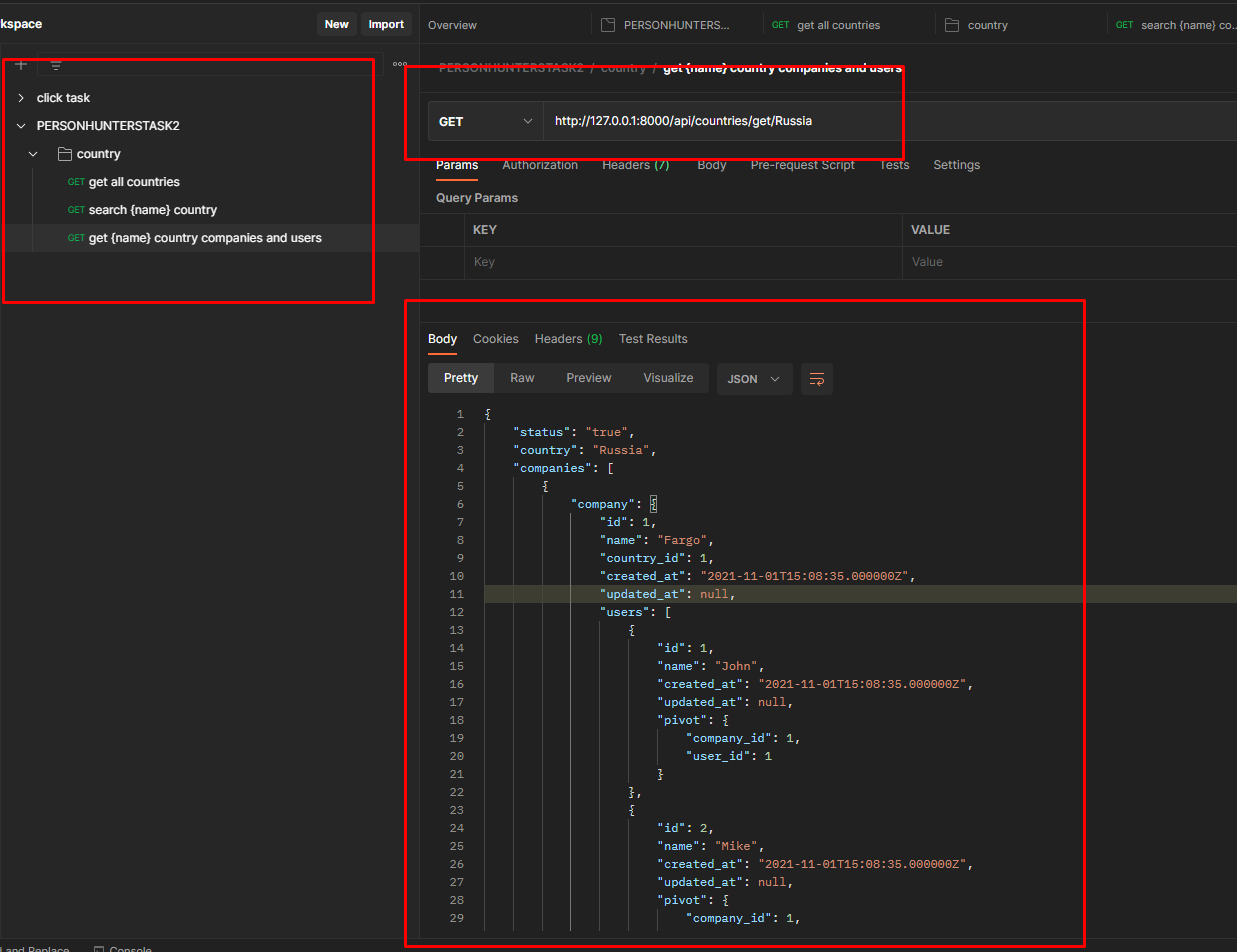 kspace
New
Import
Overview
PERSONHUNTERS...
GET get all countries
country
GET search {name} co...
click task
PERSONHUNTERSTASK2
country
GET get all countries
GET search {name} country
GET get {name} country companies and users
PERSONHUNTERSTASK2 / country / get {name} country companies and users
GET
http://127.0.0.1:8000/api/countries/get/Russia
Params Authorization Headers (7) Body Pre-request Script Tests Settings
Query Params
KEY VALUE
Key Value
Body Cookies Headers (9) Test Results
Pretty Raw Preview Visualize JSON
1 {
2 "status": "true",
3 "country": "Russia",
4 "companies": [
5 {
6 "company": {
7 "id": 1,
8 "name": "Fargo",
9 "country_id": 1,
10 "created_at": "2021-11-01T15:08:35.000000Z",
11 "updated_at": null,
12 "users": [
13 {
14 "id": 1,
15 "name": "John",
16 "created_at": "2021-11-01T15:08:35.000000Z",
17 "updated_at": null,
18 "pivot": {
19 "company_id": 1,
20 "user_id": 1
21 }
22 },
23 {
24 "id": 2,
25 "name": "Mike",
26 "created_at": "2021-11-01T15:08:35.000000Z",
27 "updated_at": null,
28 "pivot": {
29 "company_id": 1,
d and Replace
Console